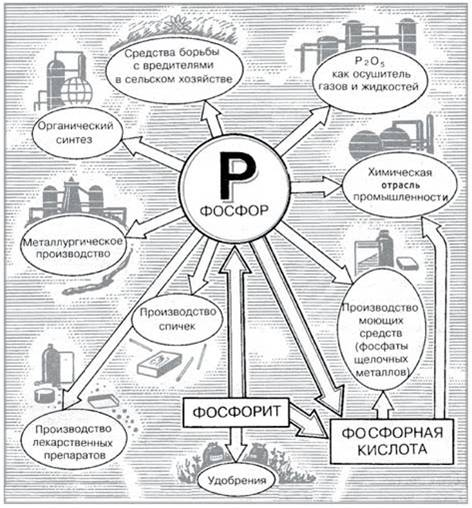 Средства борьбы
с вредителями
в сельском хозяйстве
P₂O₅
как осушитель
газов и жидкостей
Органический
синтез
P
ФОСФОР
Химическая
отрасль
промышленности
Металлургическое
производство
Производство
спичек
Производство
моющих
средств
(фосфаты
щелочных
металлов)
Производство
лекарственных
препаратов
ФОСФОРИТ
ФОСФОРНАЯ
КИСЛОТА
Удобрения